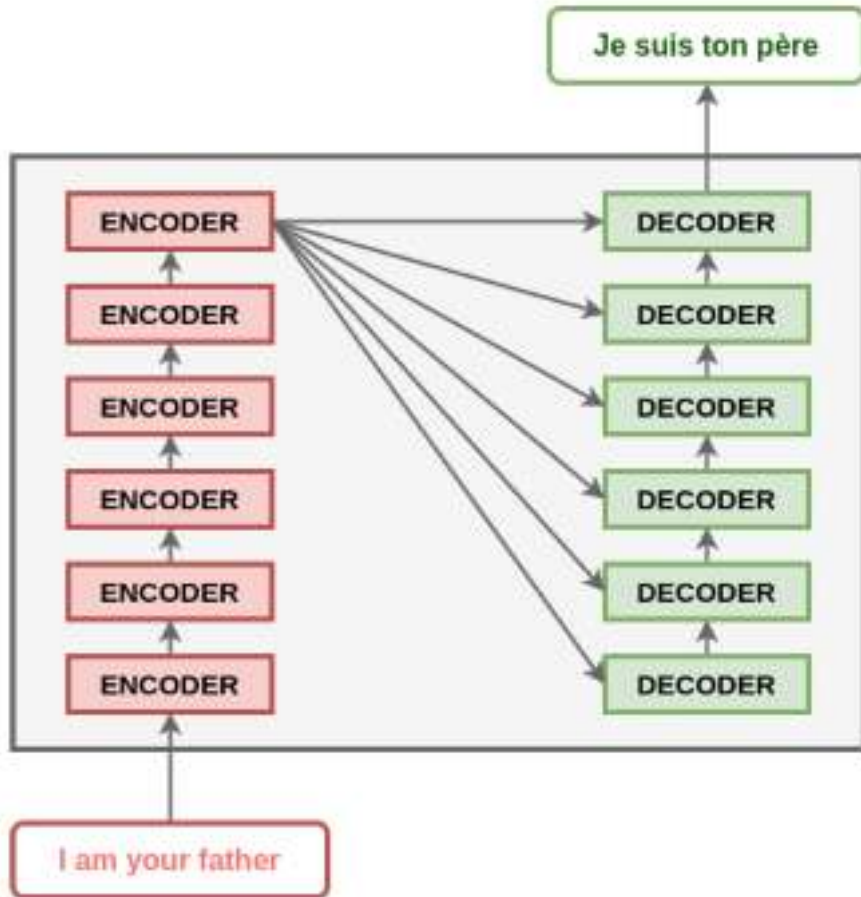 Je suis ton père
ENCODER
DECODER
ENCODER
DECODER
ENCODER
DECODER
ENCODER
DECODER
ENCODER
DECODER
ENCODER
DECODER
I am your father